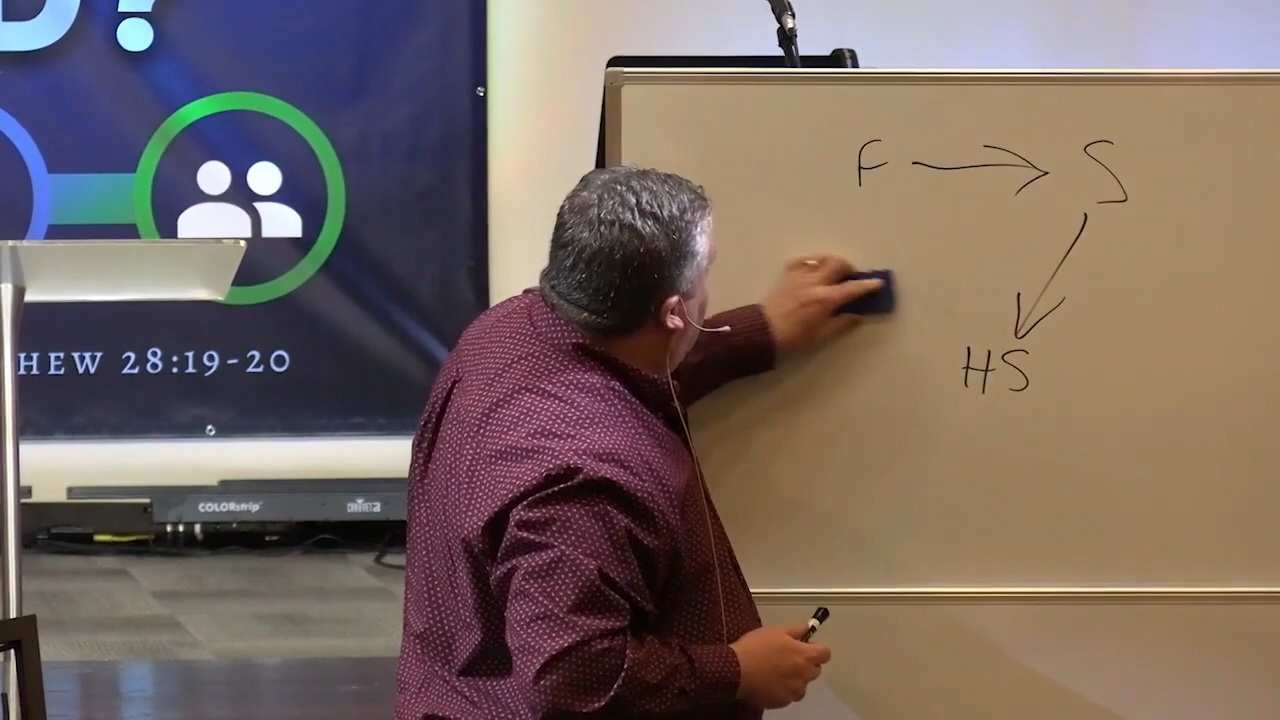 ?
HEW 28:19-20
COLORstrip
CHAUVET
F → S
HS